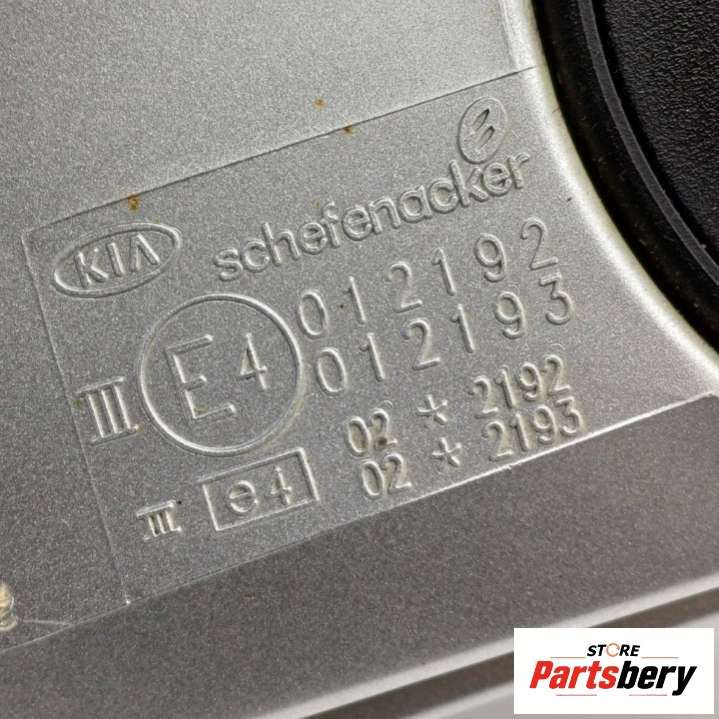 KIA schefenacker
III E4 012192
012193
02 * 2192
III e4 02 * 2193
STORE
Partsbery